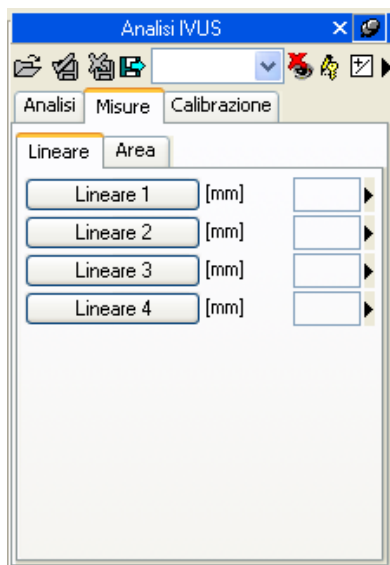 Analisi IVUS
Analisi Misure Calibrazione
Lineare Area
Lineare 1 [mm]
Lineare 2 [mm]
Lineare 3 [mm]
Lineare 4 [mm]